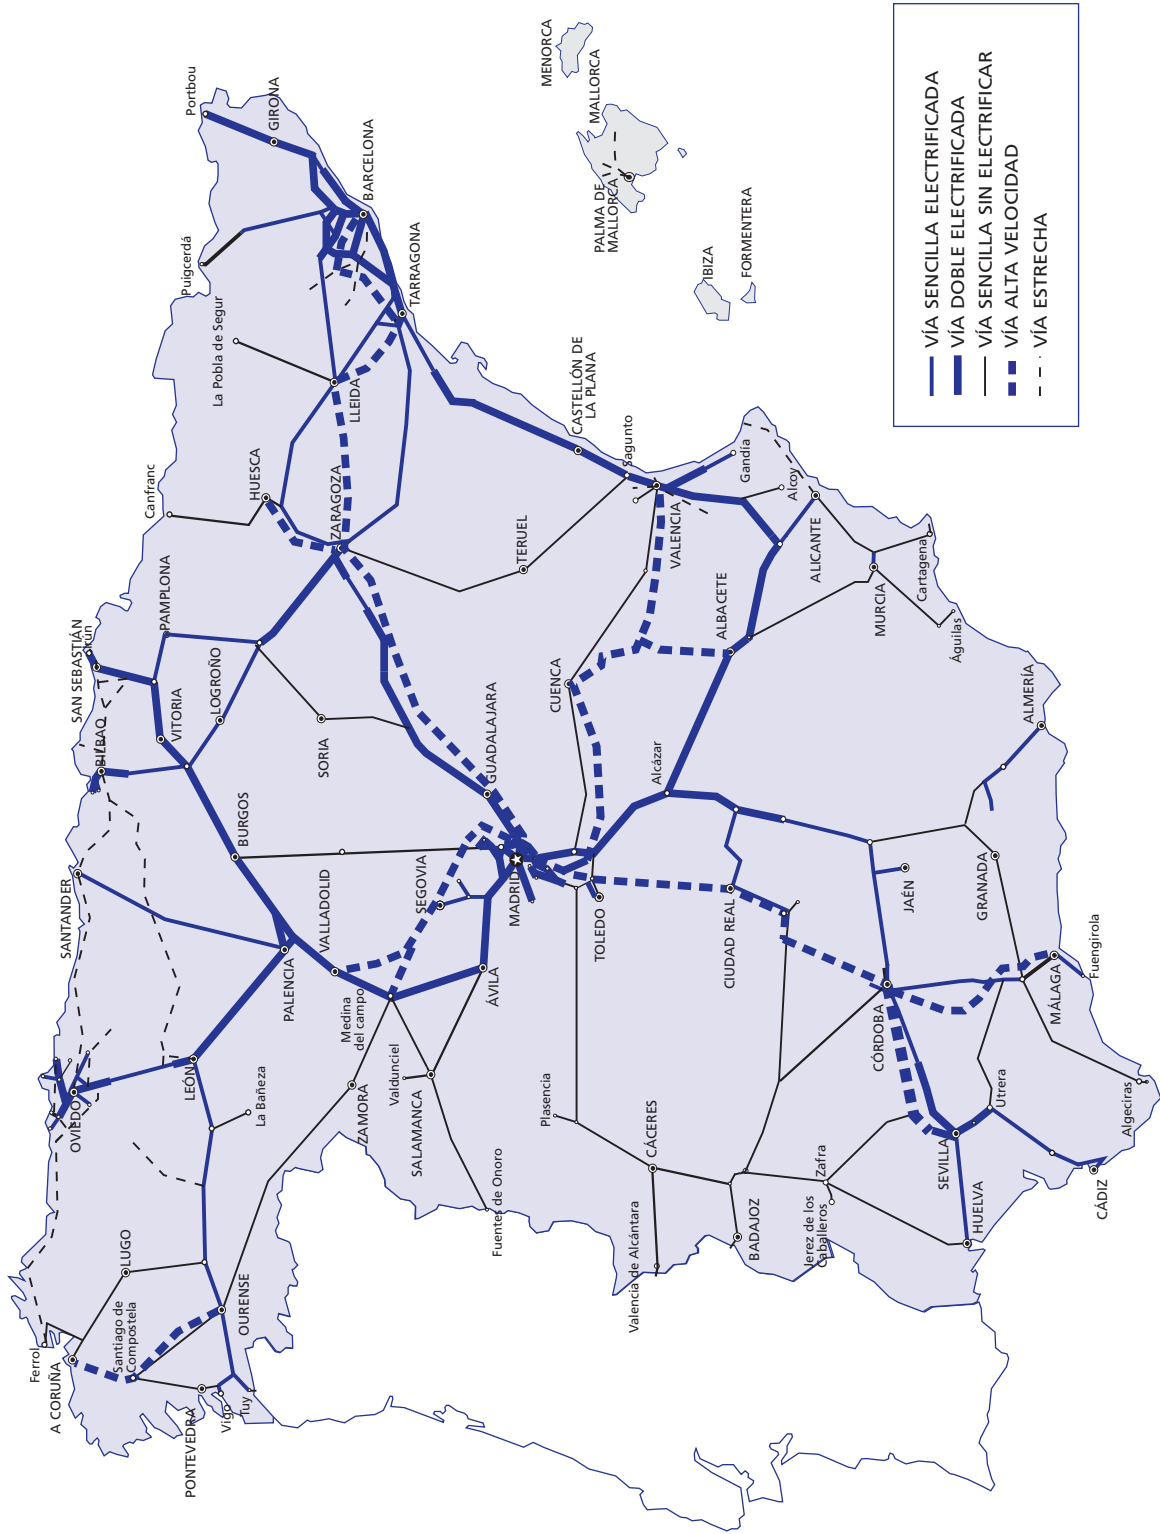 Ferrol
A CORUÑA
Santiago de
Compostela
LUGO
PONTEVEDRA
Vigo
Tuy
OURENSE
OVIEDO
LEÓN
La Bañeza
SANTANDER
PALENCIA
BURGOS
VALLADOLID
Medina
del campo
ZAMORA
Valdunciel
SALAMANCA
Fuentes de Onoro
SEGOVIA
ÁVILA
BILBAO
SAN SEBASTIÁN
Irún
VITORIA
PAMPLONA
LOGROÑO
SORIA
Canfranc
HUESCA
ZARAGOZA
TERUEL
La Pobla de Segur
LLEIDA
Puigcerdá
Portbou
GIRONA
BARCELONA
TARRAGONA
GUADALAJARA
MADRID
TOLEDO
CUENCA
Alcázar
CIUDAD REAL
ALBACETE
CASTELLÓN DE
LA PLANA
Sagunto
VALENCIA
Gandía
Alcoy
ALICANTE
MURCIA
Cartagena
Águilas
Plasencia
CÁCERES
Valencia de Alcántara
BADAJOZ
Zafra
Jerez de los
Caballeros
HUELVA
SEVILLA
Utrera
CÁDIZ
Algeciras
CÓRDOBA
MÁLAGA
Fuengirola
JAÉN
GRANADA
ALMERÍA
MENORCA
MALLORCA
PALMA DE
MALLORCA
IBIZA
FORMENTERA
VÍA SENCILLA ELECTRIFICADA
VÍA DOBLE ELECTRIFICADA
VÍA SENCILLA SIN ELECTRIFICAR
VÍA ALTA VELOCIDAD
VÍA ESTRECHA